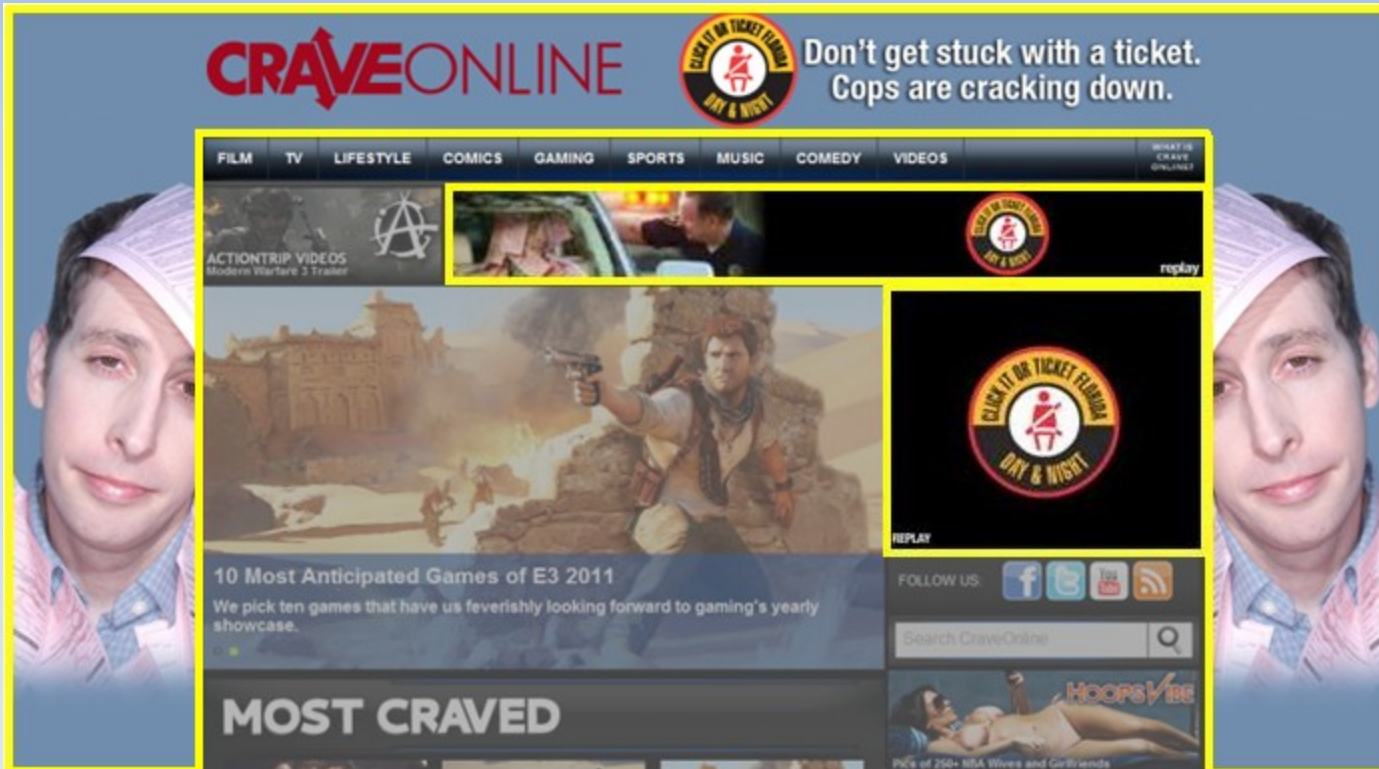 CRAVEONLINE
CLICK IT OR TICKET FLORIDA
DAY & NIGHT
Don't get stuck with a ticket.
Cops are cracking down.
FILM TV LIFESTYLE COMICS GAMING SPORTS MUSIC COMEDY VIDEOS
WHAT IS
CRAVE
ONLINE?
ACTIONTRIP VIDEOS
Modern Warfare 3 Trailer
CLICK IT OR TICKET FLORIDA
DAY & NIGHT
replay
CLICK IT OR TICKET FLORIDA
DAY & NIGHT
REPLAY
10 Most Anticipated Games of E3 2011
We pick ten games that have us feverishly looking forward to gaming's yearly
showcase.
FOLLOW US:
f
t
You
Tube
Search CraveOnline
MOST CRAVED
HOOPSVIBE
Pics of 250+ NBA Wives and Girlfriends